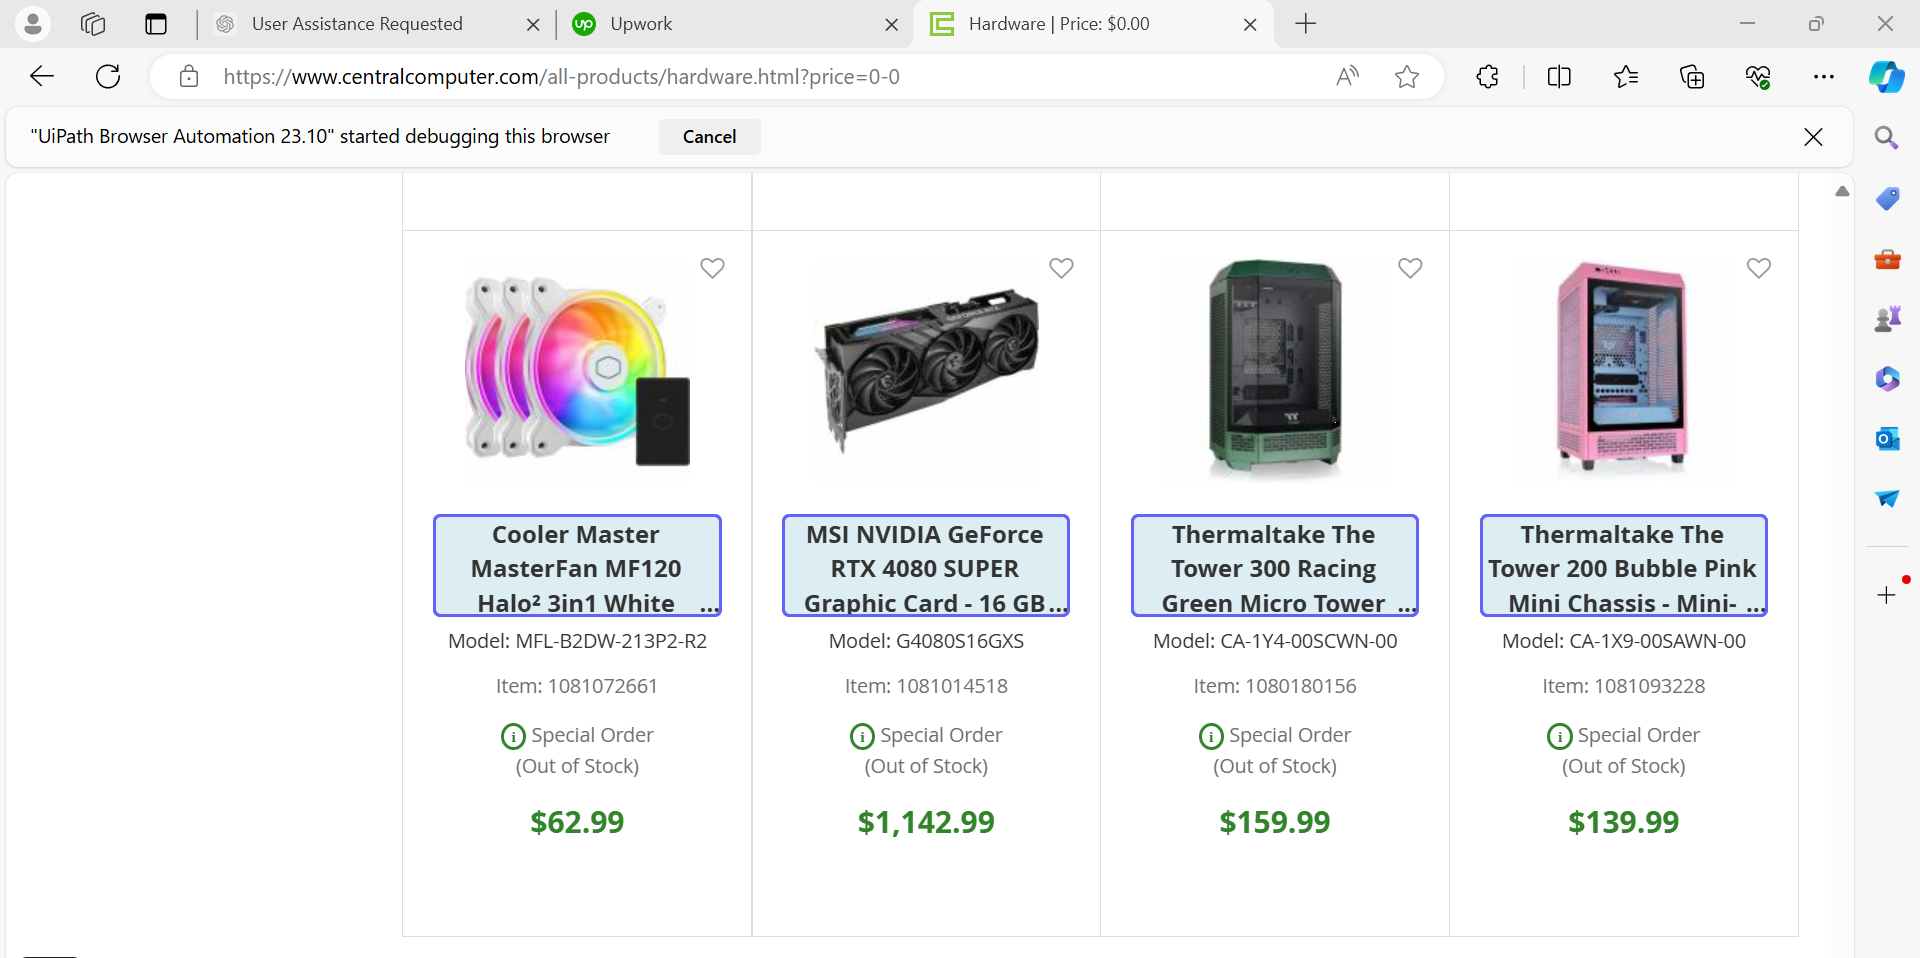 User Assistance Requested
up Upwork
Hardware | Price: $0.00
https://www.centralcomputer.com/all-products/hardware.html?price=0-0
"UiPath Browser Automation 23.10" started debugging this browser
Cancel
Cooler Master
MasterFan MF120
Halo² 3in1 White ...
Model: MFL-B2DW-213P2-R2
Item: 1081072661
Special Order
(Out of Stock)
$62.99
GEFORCE RTX
MSI NVIDIA GeForce
RTX 4080 SUPER
Graphic Card - 16 GB...
Model: G4080S16GXS
Item: 1081014518
Special Order
(Out of Stock)
$1,142.99
Thermaltake The
Tower 300 Racing
Green Micro Tower ...
Model: CA-1Y4-00SCWN-00
Item: 1080180156
Special Order
(Out of Stock)
$159.99
Thermaltake The
Tower 200 Bubble Pink
Mini Chassis - Mini- ...
Model: CA-1X9-00SAWN-00
Item: 1081093228
Special Order
(Out of Stock)
$139.99